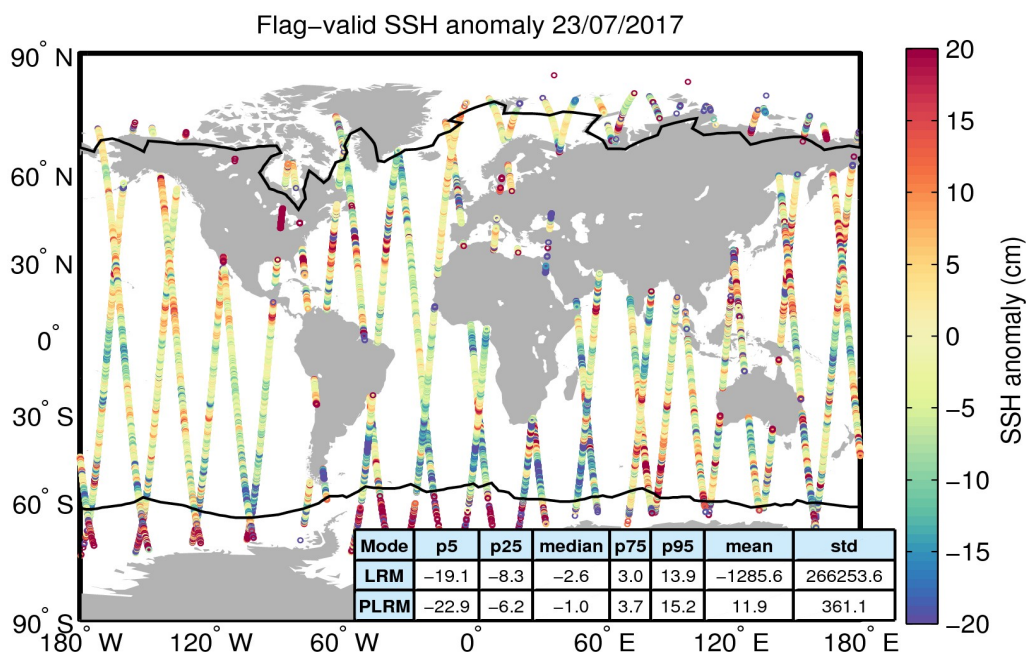 Flag−valid SSH anomaly 23/07/2017
90° N
60° N
30° N
0°
30° S
60° S
90° S
180° W
120° W
60° W
0°
60° E
120° E
180° E
Mode p5 p25 median p75 p95 mean std
LRM −19.1 −8.3 −2.6 3.0 13.9 −1285.6 266253.6
PLRM −22.9 −6.2 −1.0 3.7 15.2 11.9 361.1
20
15
10
5
0
−5
−10
−15
−20
SSH anomaly (cm)